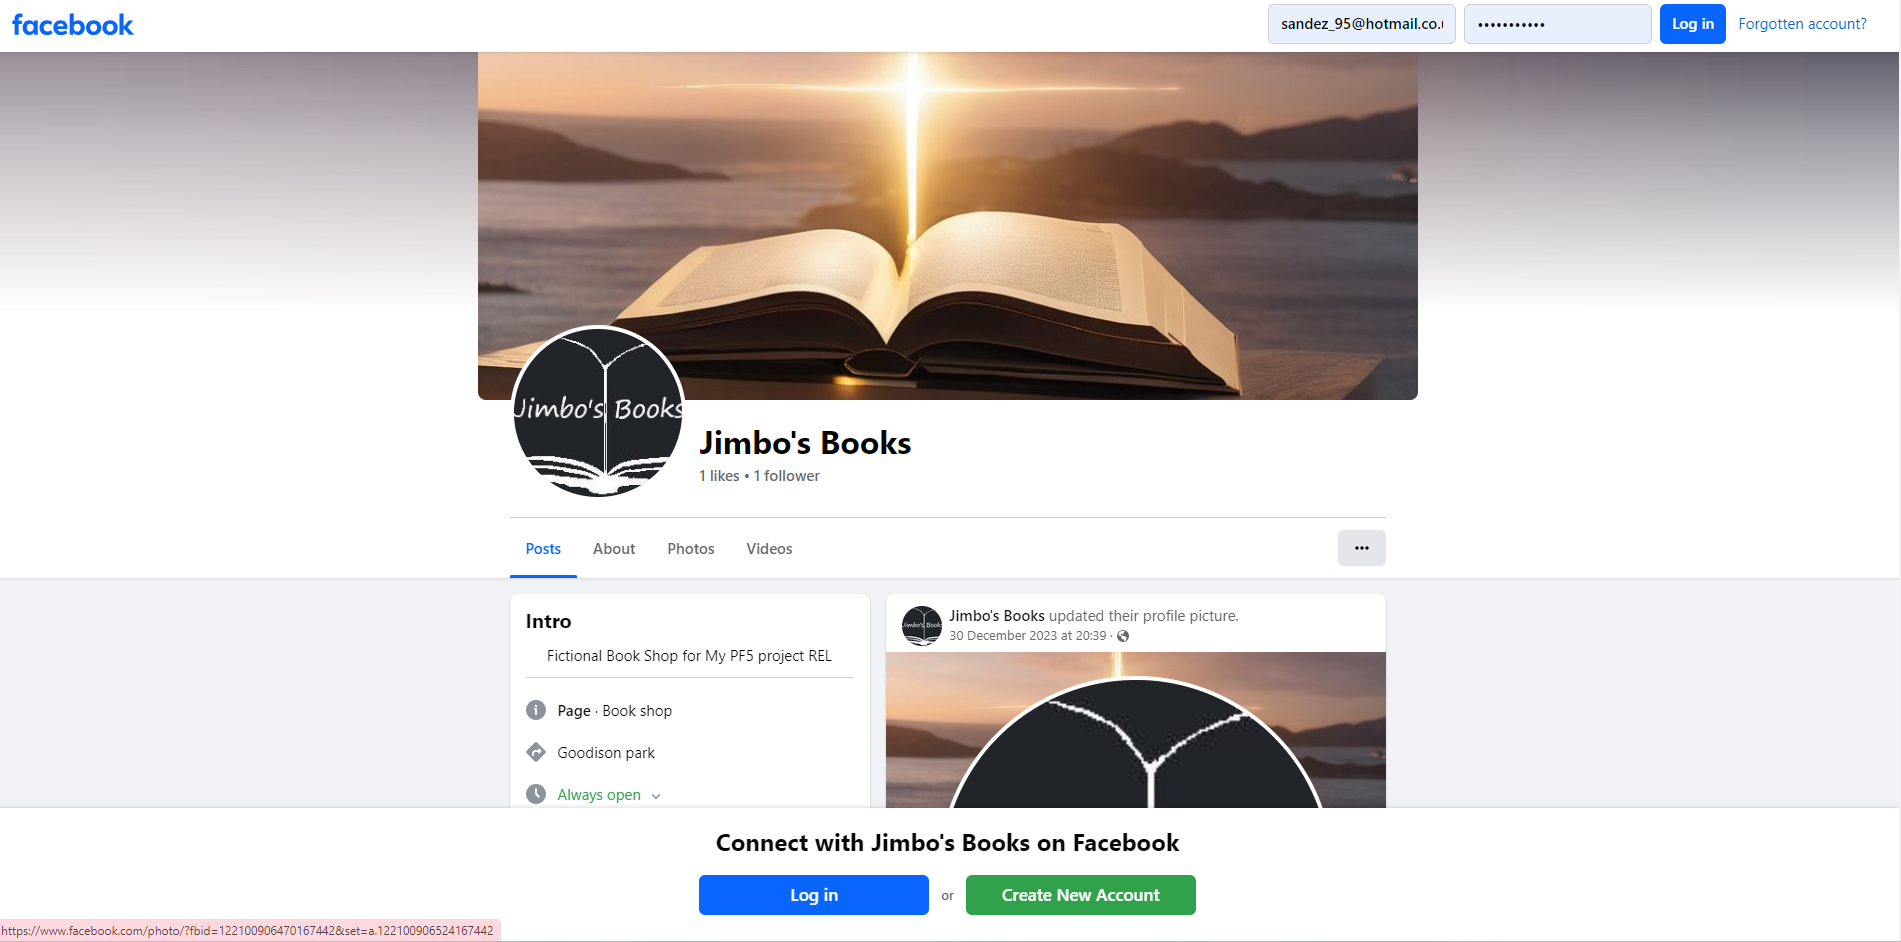 facebook
sandez_95@hotmail.co.
•••••••••••
Log in
Forgotten account?
Jimbo's Books
Jimbo's Books
1 likes • 1 follower
Posts
About
Photos
Videos
Intro
Fictional Book Shop for My PF5 project REL
Page · Book shop
Goodison park
Always open
Jimbo's Books updated their profile picture.
30 December 2023 at 20:39 ·
Connect with Jimbo's Books on Facebook
Log in
or
Create New Account
https://www.facebook.com/photo/?fbid=122100906470167442&set=a.122100906524167442